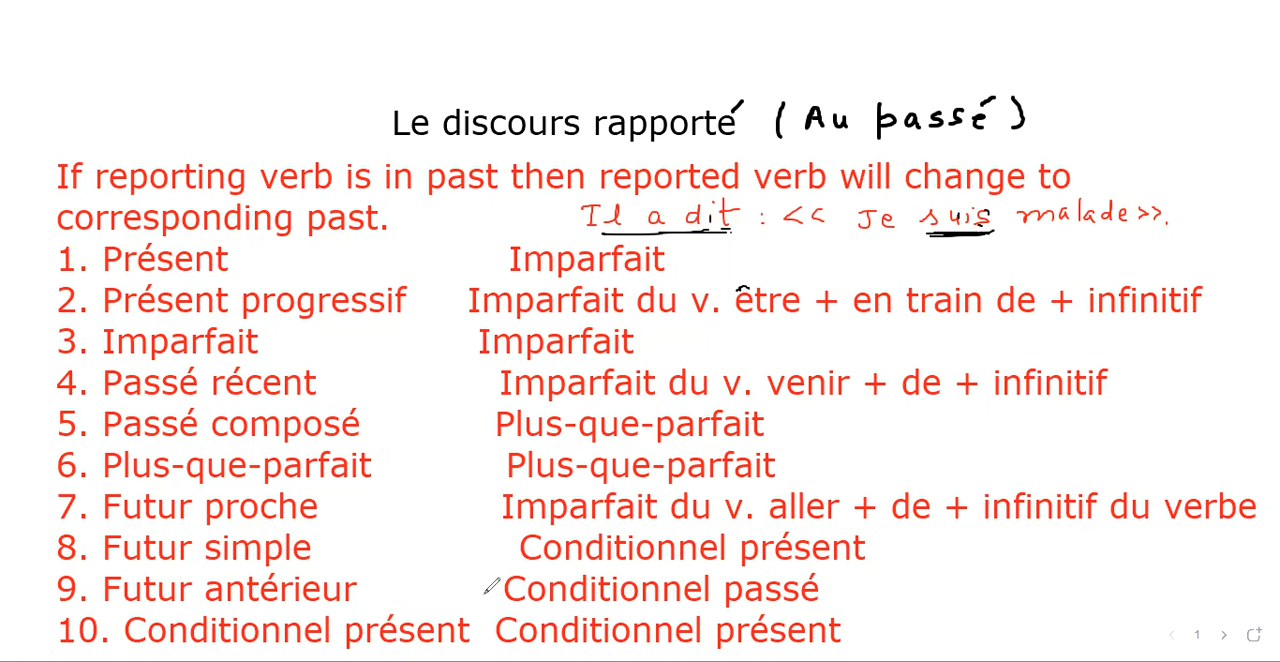 Le discours rapporté (Au passé)
If reporting verb is in past then reported verb will change to
corresponding past. Il a dit : << Je suis malade>>.
1. Présent Imparfait
2. Présent progressif Imparfait du v. être + en train de + infinitif
3. Imparfait Imparfait
4. Passé récent Imparfait du v. venir + de + infinitif
5. Passé composé Plus-que-parfait
6. Plus-que-parfait Plus-que-parfait
7. Futur proche Imparfait du v. aller + de + infinitif du verbe
8. Futur simple Conditionnel présent
9. Futur antérieur Conditionnel passé
10. Conditionnel présent Conditionnel présent
< 1 >